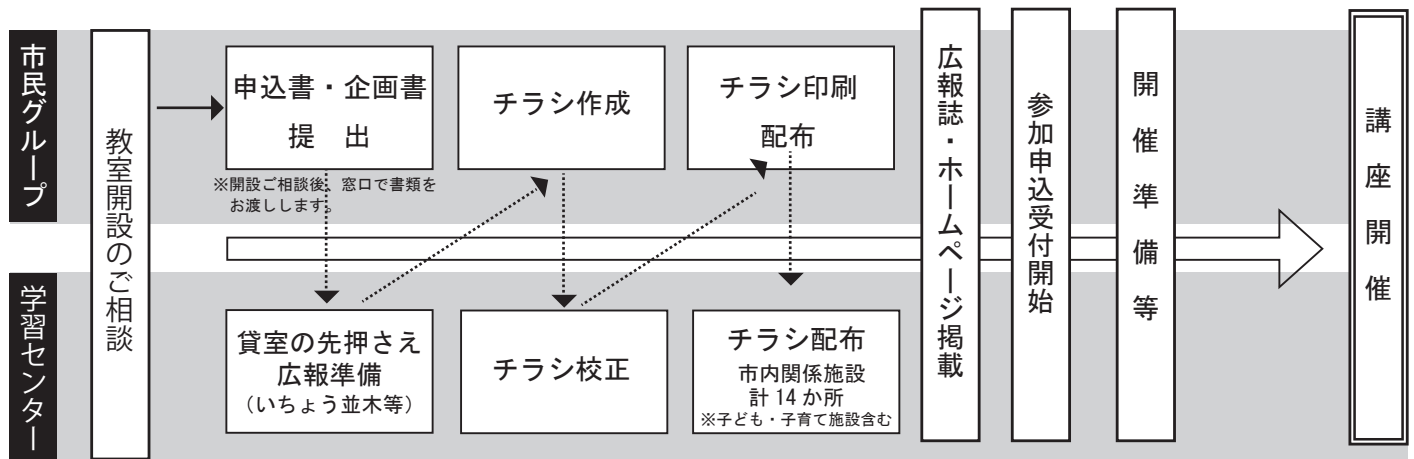 市民グループ
学習センター
教室開設のご相談
申込書・企画書
提　出
※開設ご相談後、窓口で書類を
お渡しします。
貸室の先押さえ
広報準備
（いちょう並木等）
チラシ作成
チラシ校正
チラシ印刷
配布
チラシ配布
市内関係施設
計 14 か所
※子ども・子育て施設含む
広報誌・ホームページ掲載
参加申込受付開始
開催準備等
講座開催